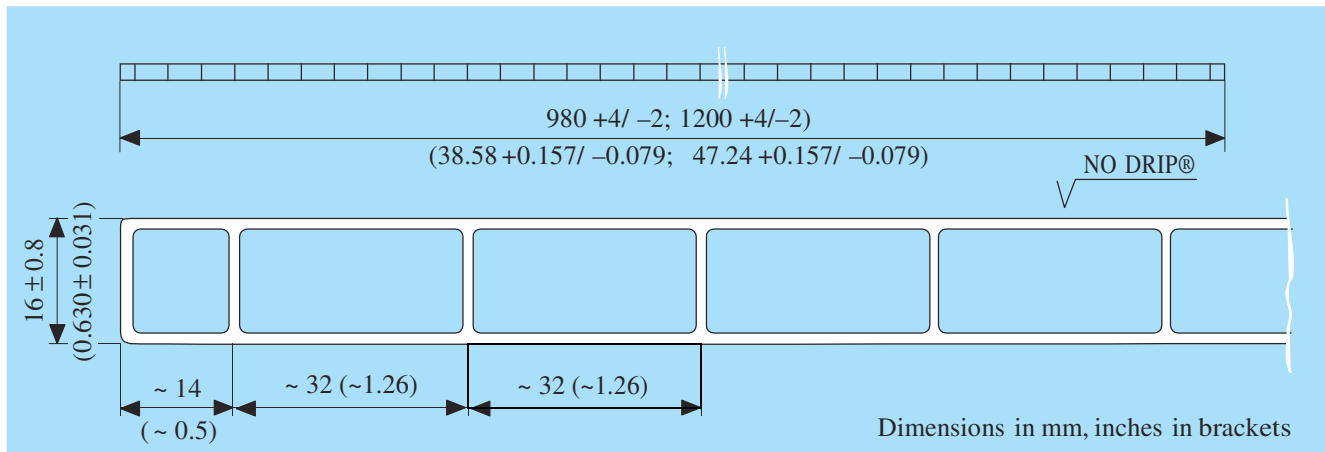 980 +4/ –2; 1200 +4/–2)
(38.58 +0.157/ –0.079; 47.24 +0.157/ –0.079)
NO DRIP®
16 ± 0.8
(0.630 ± 0.031)
~ 14
(~ 0.5)
~ 32 (~1.26)
~ 32 (~1.26)
Dimensions in mm, inches in brackets